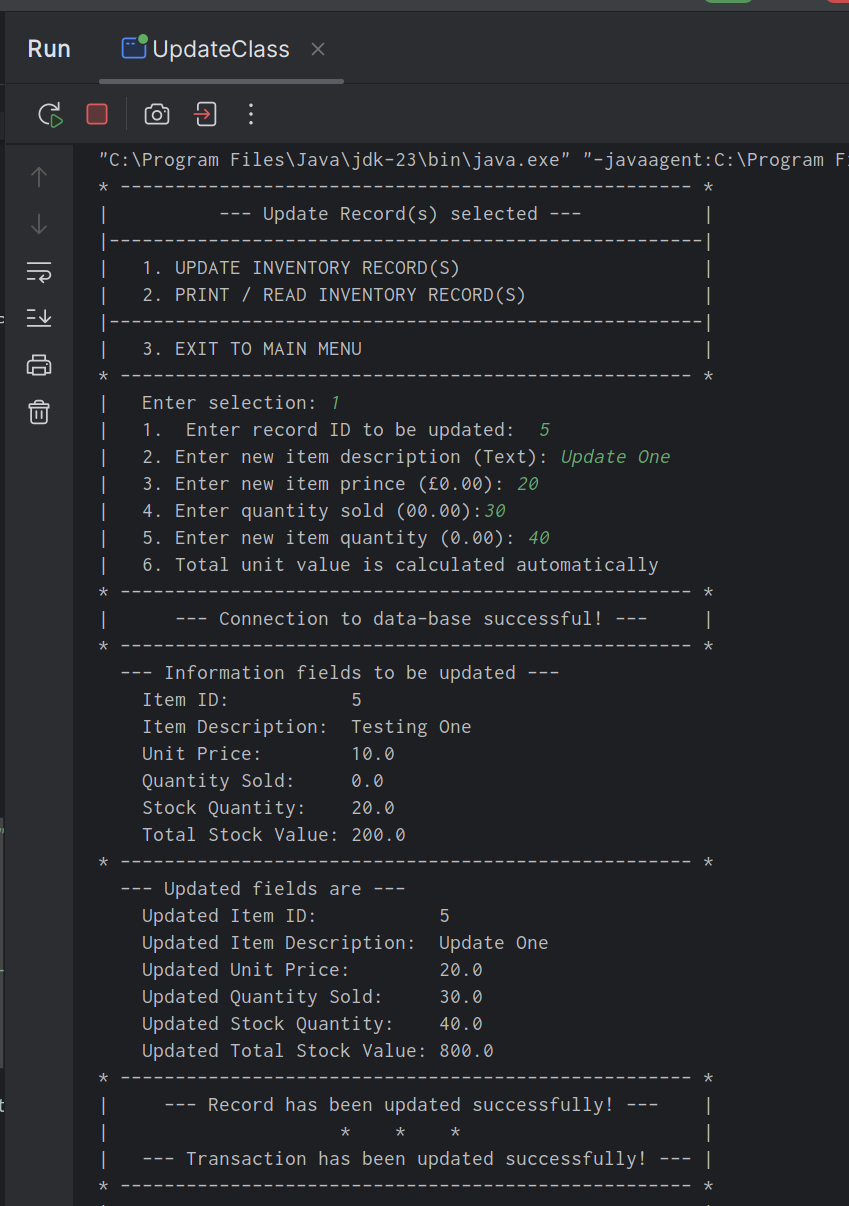 Run UpdateClass
"C:\Program Files\Java\jdk-23\bin\java.exe" "-javaagent:C:\Program F
* ---------------------------------------------------- *
|          --- Update Record(s) selected ---           |
|------------------------------------------------------|
|   1. UPDATE INVENTORY RECORD(S)                      |
|   2. PRINT / READ INVENTORY RECORD(S)                |
|------------------------------------------------------|
|   3. EXIT TO MAIN MENU                               |
* ---------------------------------------------------- *
|   Enter selection: 1
|   1.  Enter record ID to be updated:  5
|   2. Enter new item description (Text): Update One
|   3. Enter new item prince (£0.00): 20
|   4. Enter quantity sold (00.00):30
|   5. Enter new item quantity (0.00): 40
|   6. Total unit value is calculated automatically
* ---------------------------------------------------- *
|      --- Connection to data-base successful! ---     |
* ---------------------------------------------------- *
  --- Information fields to be updated ---
    Item ID:           5
    Item Description:  Testing One
    Unit Price:        10.0
    Quantity Sold:     0.0
    Stock Quantity:    20.0
    Total Stock Value: 200.0
* ---------------------------------------------------- *
  --- Updated fields are ---
    Updated Item ID:           5
    Updated Item Description:  Update One
    Updated Unit Price:        20.0
    Updated Quantity Sold:     30.0
    Updated Stock Quantity:    40.0
    Updated Total Stock Value: 800.0
* ---------------------------------------------------- *
|     --- Record has been updated successfully! ---    |
|                     *    *    *                      |
|   --- Transaction has been updated successfully! --- |
* ---------------------------------------------------- *